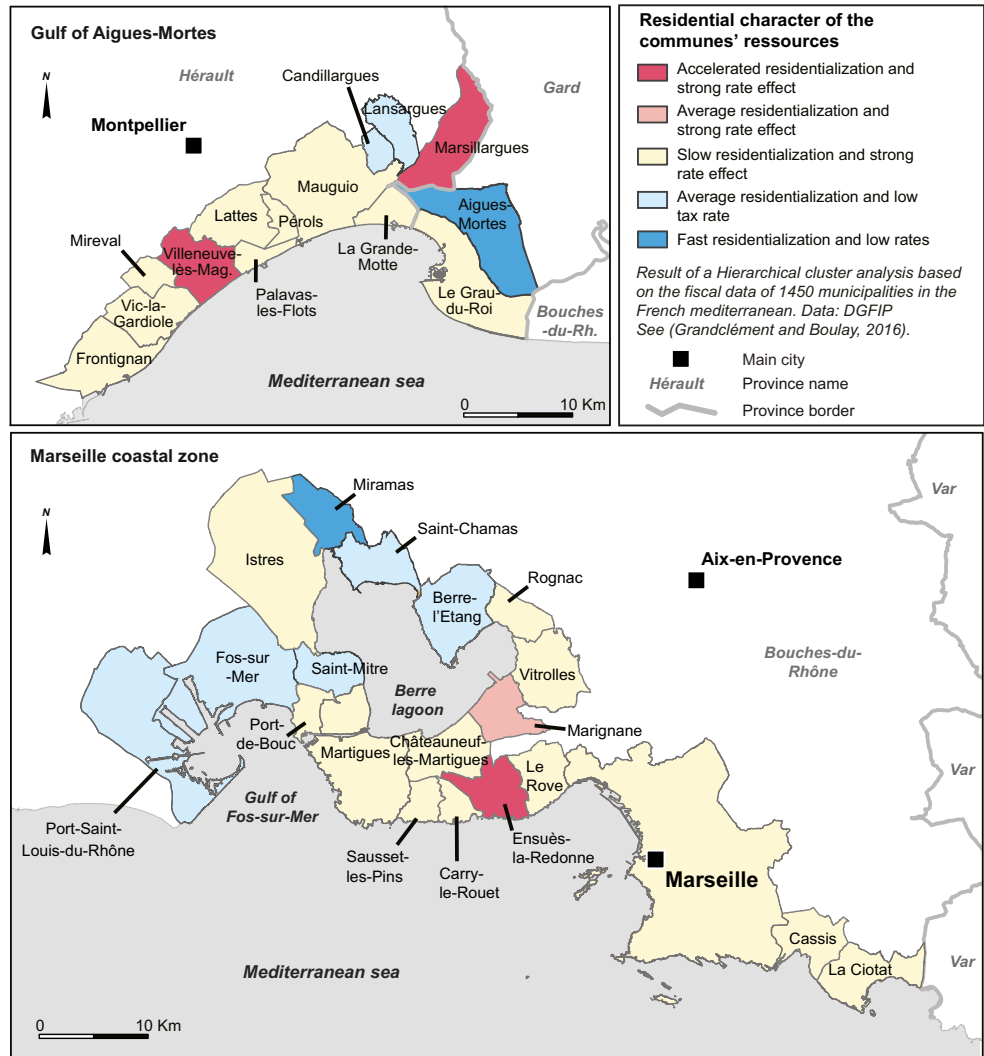 Gulf of Aigues-Mortes
N
Hérault
Candillargues
Gard
Lansargues
Montpellier
Marsillargues
Mauguio
Aigues-
Mortes
Lattes
Pérols
Mireval
Villeneuve
-lès-Mag.
La Grande-
Motte
Vic-la-
Gardiole
Palavas-
les-Flots
Le Grau-
du-Roi
Bouches
-du-Rh.
Frontignan
Mediterranean sea
0 10 Km
Residential character of the
communes’ ressources
Accelerated residentialization and
strong rate effect
Average residentialization and
strong rate effect
Slow residentialization and strong
rate effect
Average residentialization and low
tax rate
Fast residentialization and low rates
Result of a Hierarchical cluster analysis based
on the fiscal data of 1450 municipalities in the
French mediterranean. Data: DGFIP
See (Grandclément and Boulay, 2016).
Main city
Hérault Province name
Province border
Marseille coastal zone
N
Miramas
Var
Saint-Chamas
Istres
Aix-en-Provence
Rognac
Berre-
l'Etang
Fos-sur
-Mer
Saint-Mitre
Vitrolles
Bouches-du-
Rhône
Berre
lagoon
Port-
de-Bouc
Marignane
Martigues
Châteauneuf-
les-Martigues
Le
Rove
Var
Gulf of
Fos-sur-Mer
Port-Saint-
Louis-du-Rhône
Ensuès-
la-Redonne
Sausset-
les-Pins
Carry-
le-Rouet
Marseille
Cassis
Var
La Ciotat
Mediterranean sea
0 10 Km